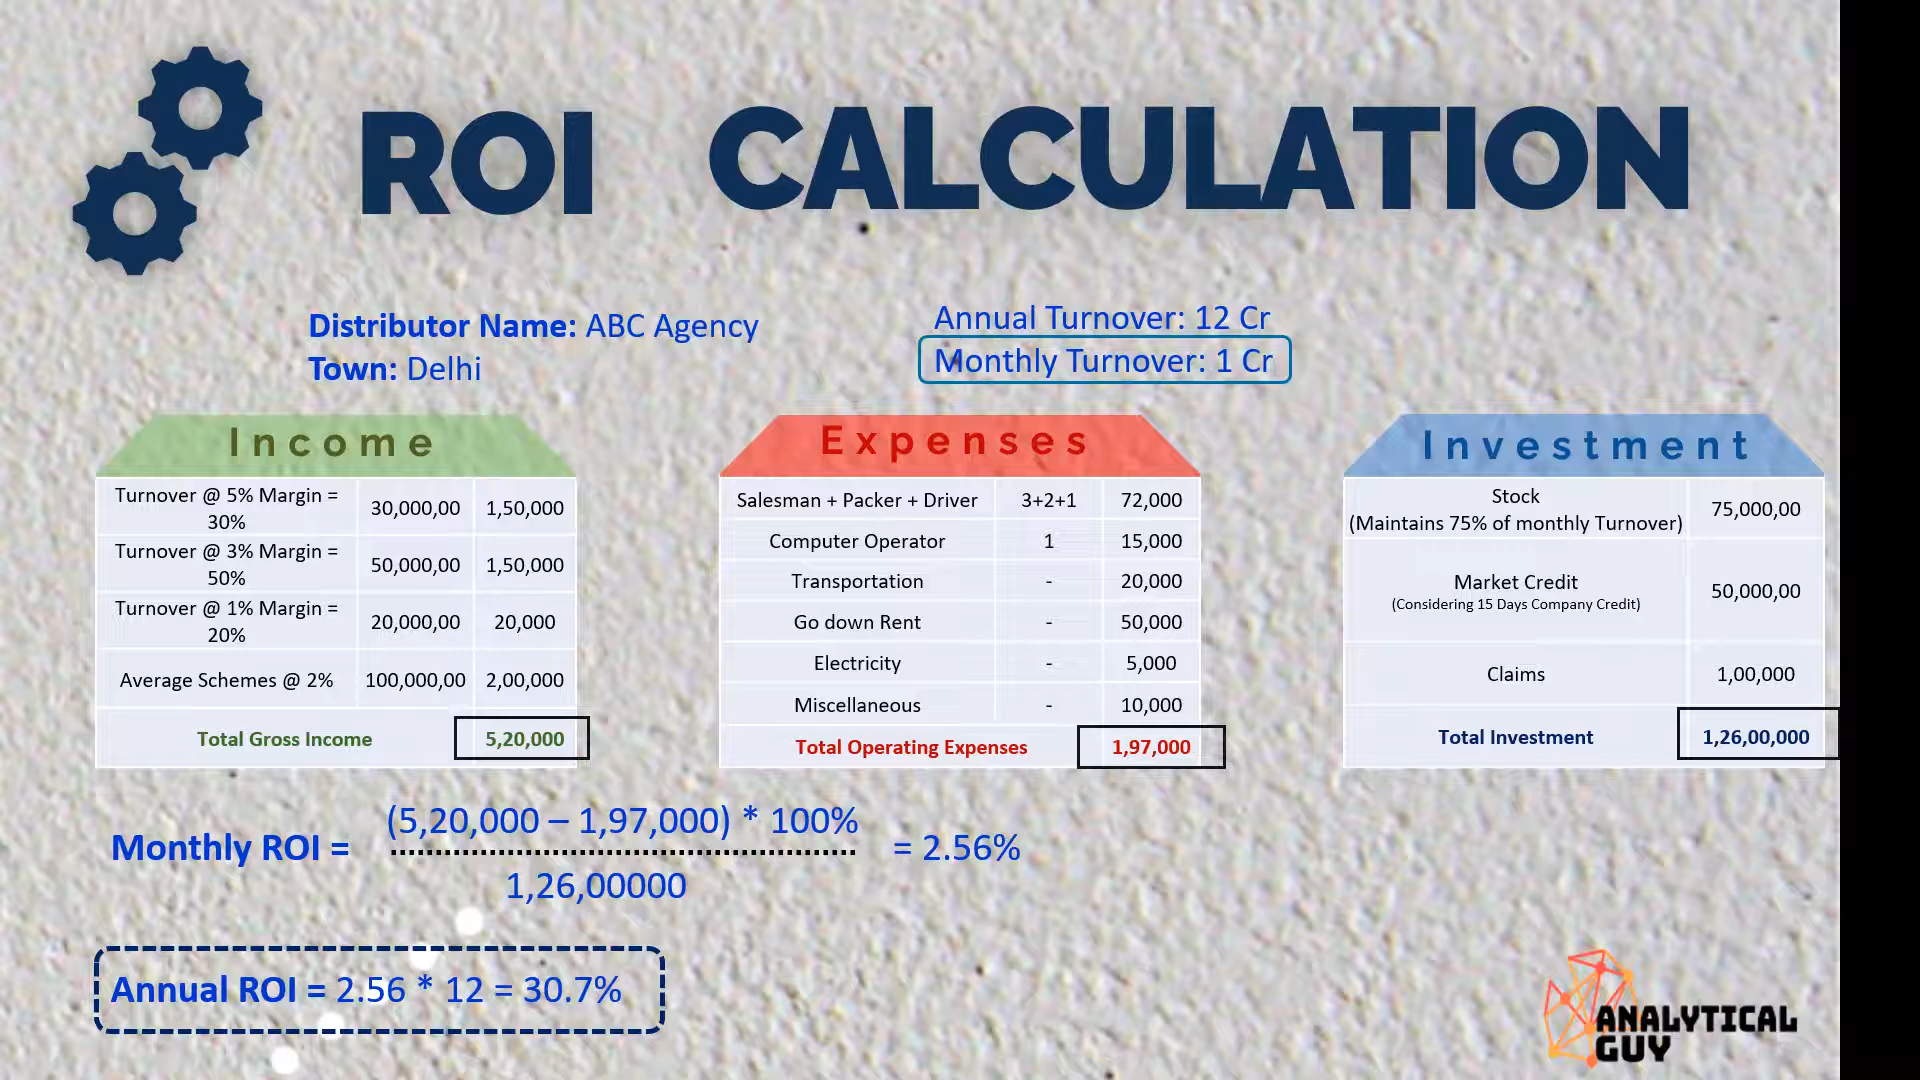 ROI CALCULATION
Distributor Name: ABC Agency
Town: Delhi
Annual Turnover: 12 Cr
Monthly Turnover: 1 Cr
Income
Turnover @ 5% Margin = 30% 30,000,00 1,50,000
Turnover @ 3% Margin = 50% 50,000,00 1,50,000
Turnover @ 1% Margin = 20% 20,000,00 20,000
Average Schemes @ 2% 100,000,00 2,00,000
Total Gross Income 5,20,000
Expenses
Salesman + Packer + Driver 3+2+1 72,000
Computer Operator 1 15,000
Transportation - 20,000
Go down Rent - 50,000
Electricity - 5,000
Miscellaneous - 10,000
Total Operating Expenses 1,97,000
Investment
Stock
(Maintains 75% of monthly Turnover) 75,000,00
Market Credit
(Considering 15 Days Company Credit) 50,000,00
Claims 1,00,000
Total Investment 1,26,00,000
Monthly ROI = (5,20,000 – 1,97,000) * 100% = 2.56%
1,26,00000
Annual ROI = 2.56 * 12 = 30.7%
ANALYTICAL
GUY